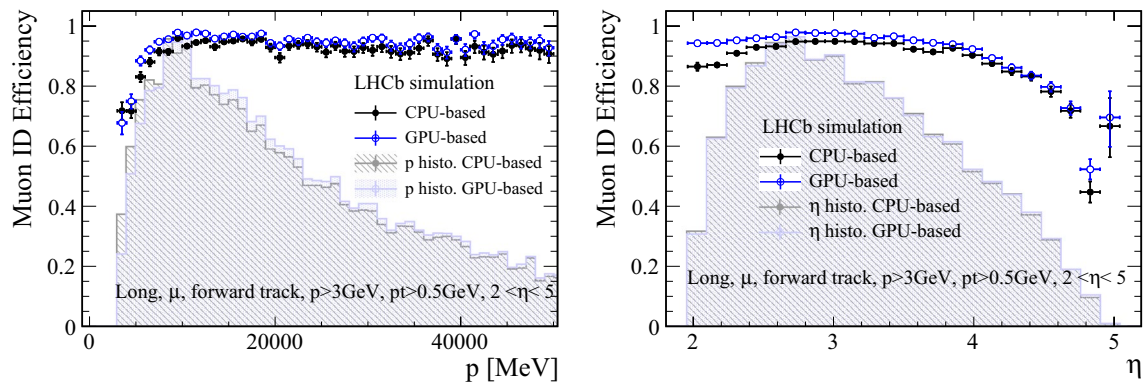 Muon ID Efficiency
1
0.8
0.6
0.4
0.2
0
LHCb simulation
CPU-based
GPU-based
p histo. CPU-based
p histo. GPU-based
Long, μ, forward track, p>3GeV, pt>0.5GeV, 2 <η< 5
0 20000 40000
p [MeV]
Muon ID Efficiency
1
0.8
0.6
0.4
0.2
0
LHCb simulation
CPU-based
GPU-based
η histo. CPU-based
η histo. GPU-based
Long, μ, forward track, p>3GeV, pt>0.5GeV, 2 <η< 5
2 3 4 5
η